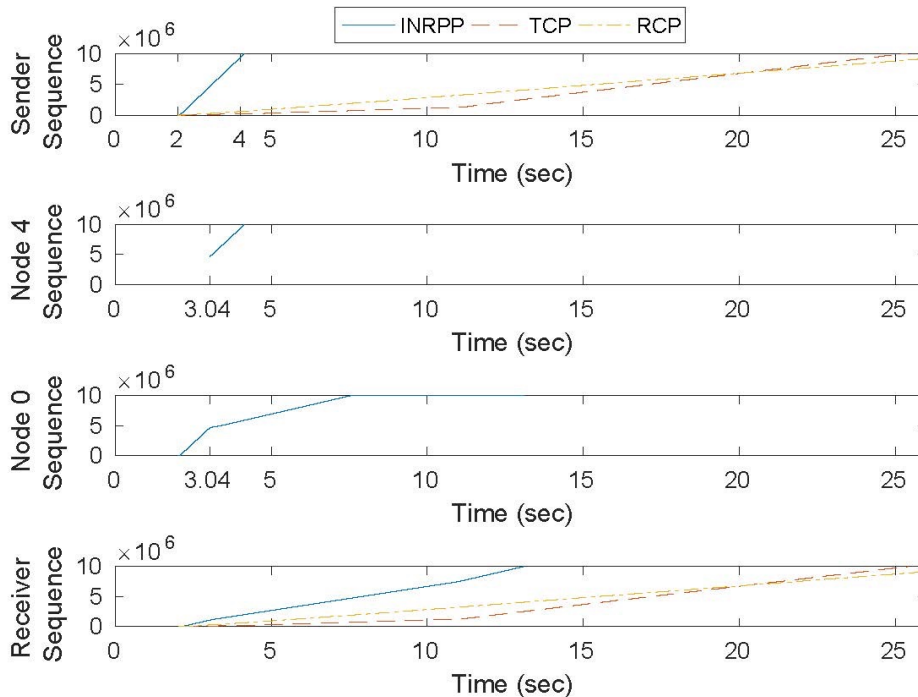 INRPP TCP RCP
×10^6
10
5
0
Sender Sequence
0 2 4 5 10 15 20 25
Time (sec)
×10^6
10
5
0
Node 4 Sequence
0 3.04 5 10 15 20 25
Time (sec)
×10^6
10
5
0
Node 0 Sequence
0 3.04 5 10 15 20 25
Time (sec)
×10^6
10
5
0
Receiver Sequence
0 5 10 15 20 25
Time (sec)